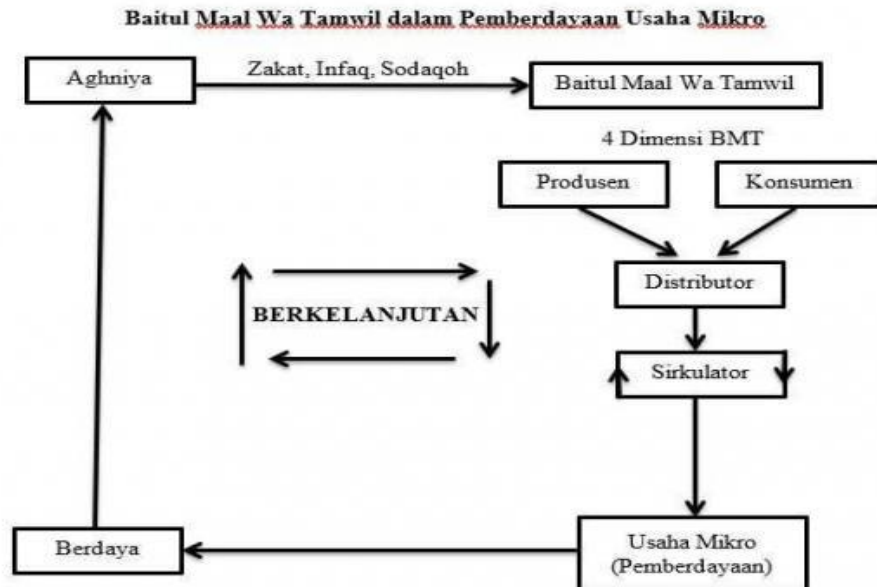 Baitul Maal Wa Tamwil dalam Pemberdayaan Usaha Mikro
Aghniya
Zakat, Infaq, Sodaqoh
Baitul Maal Wa Tamwil
4 Dimensi BMT
Produsen
Konsumen
Distributor
BERKELANJUTAN
Sirkulator
Berdaya
Usaha Mikro
(Pemberdayaan)